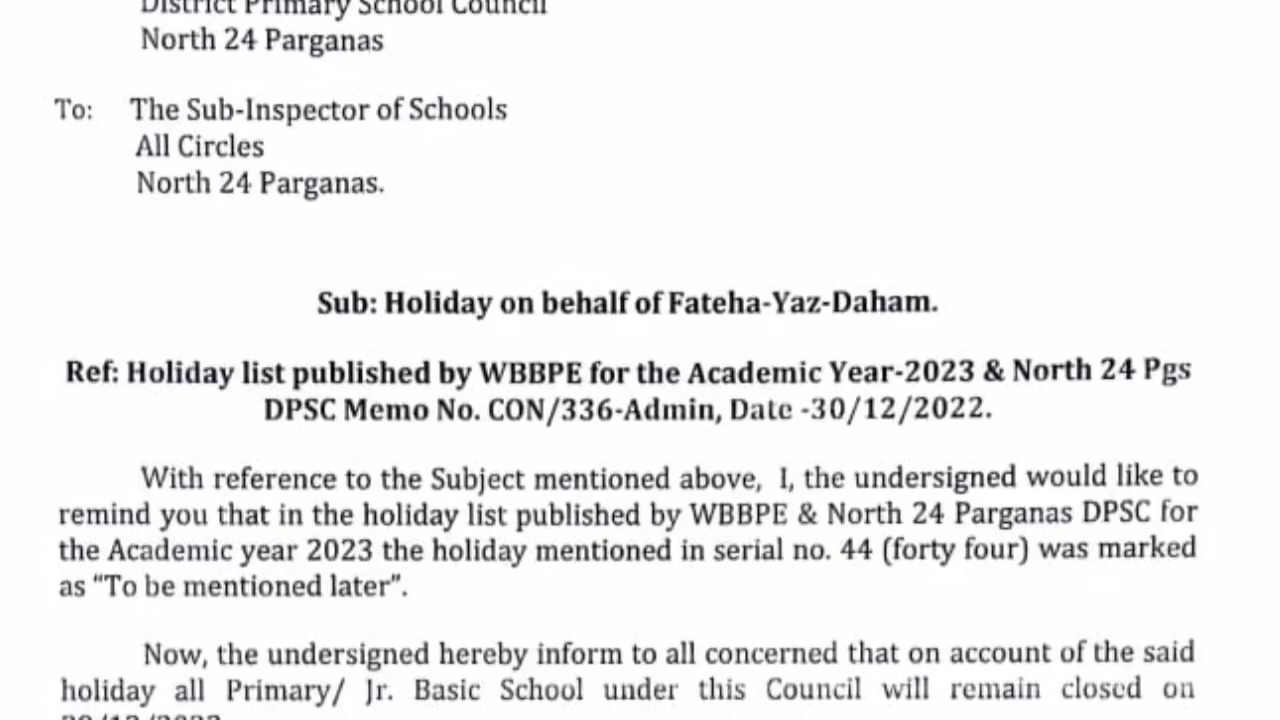 District Primary School Council
North 24 Parganas
To: The Sub-Inspector of Schools
All Circles
North 24 Parganas.
Sub: Holiday on behalf of Fateha-Yaz-Daham.
Ref: Holiday list published by WBBPE for the Academic Year-2023 & North 24 Pgs
DPSC Memo No. CON/336-Admin, Date -30/12/2022.
With reference to the Subject mentioned above, I, the undersigned would like to
remind you that in the holiday list published by WBBPE & North 24 Parganas DPSC for
the Academic year 2023 the holiday mentioned in serial no. 44 (forty four) was marked
as "To be mentioned later".
Now, the undersigned hereby inform to all concerned that on account of the said
holiday all Primary/ Jr. Basic School under this Council will remain closed on